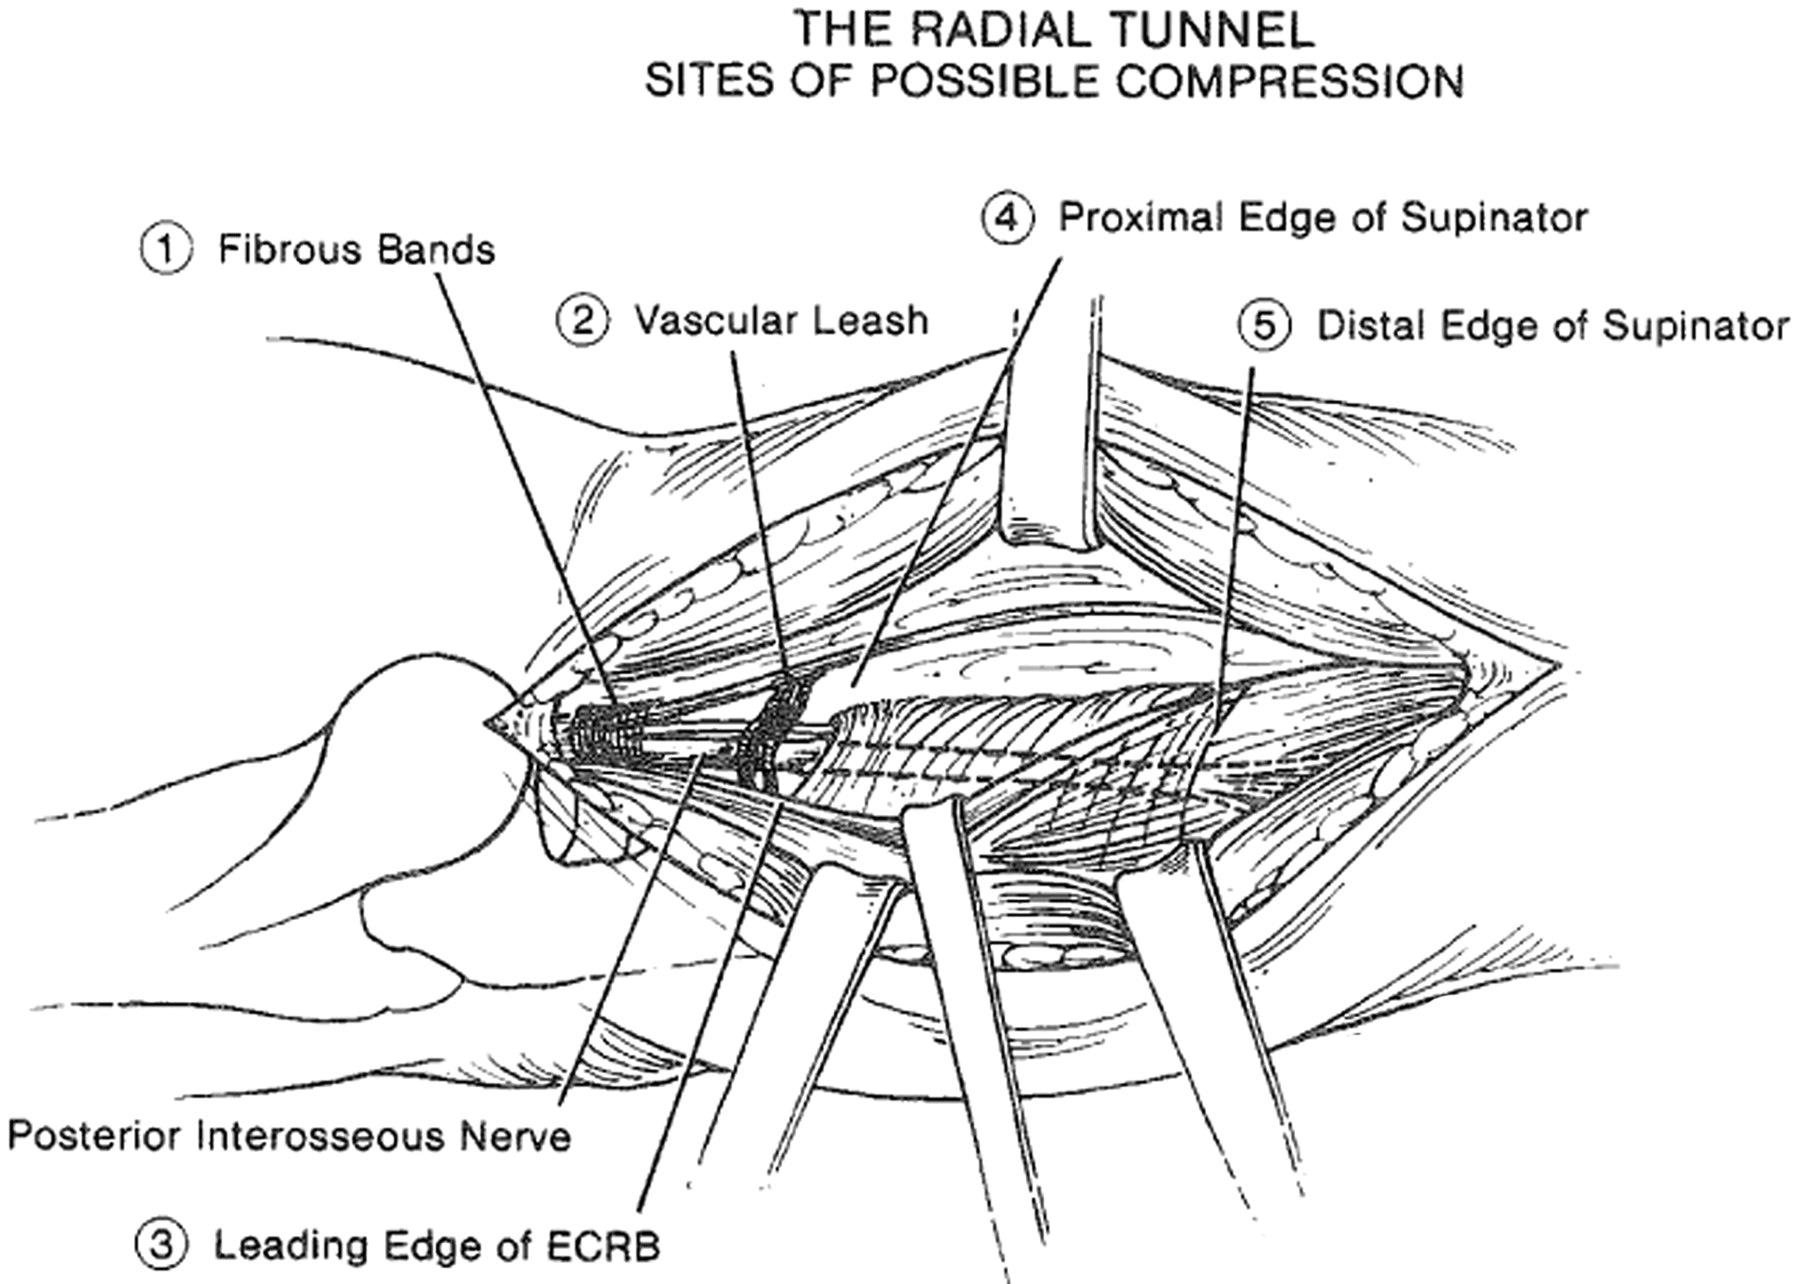 THE RADIAL TUNNEL
SITES OF POSSIBLE COMPRESSION
④ Proximal Edge of Supinator
① Fibrous Bands
② Vascular Leash
⑤ Distal Edge of Supinator
Posterior Interosseous Nerve
③ Leading Edge of ECRB